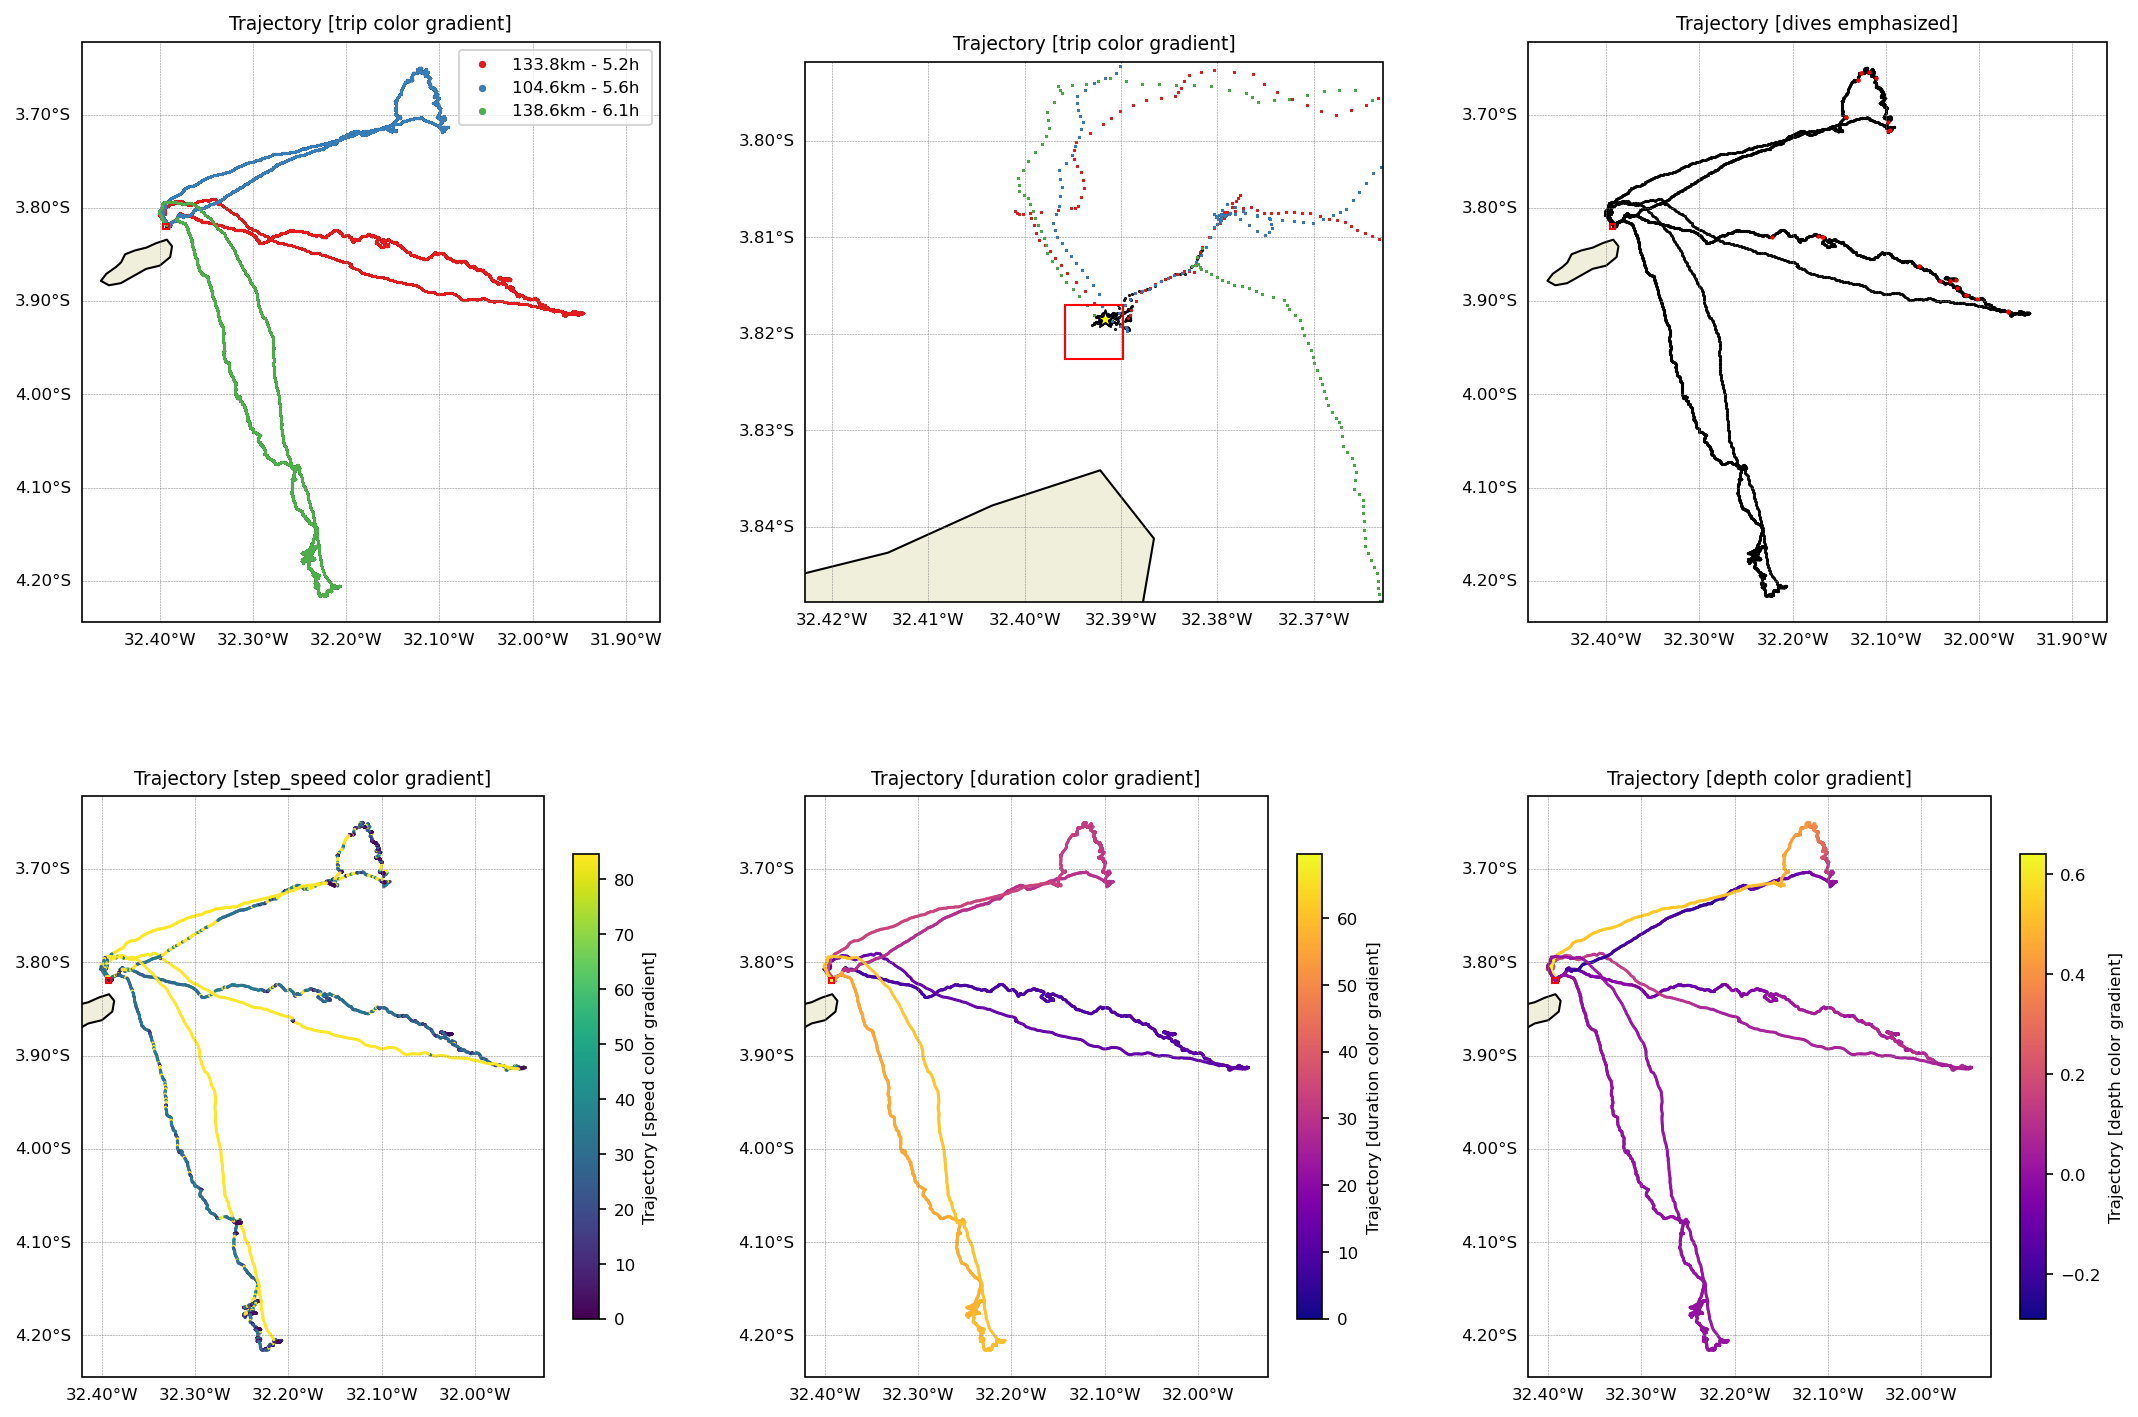 Trajectory [trip color gradient]
133.8km - 5.2h
104.6km - 5.6h
138.6km - 6.1h
3.70°S
3.80°S
3.90°S
4.00°S
4.10°S
4.20°S
32.40°W 32.30°W 32.20°W 32.10°W 32.00°W 31.90°W
Trajectory [trip color gradient]
3.80°S
3.81°S
3.82°S
3.83°S
3.84°S
32.42°W 32.41°W 32.40°W 32.39°W 32.38°W 32.37°W
Trajectory [dives emphasized]
3.70°S
3.80°S
3.90°S
4.00°S
4.10°S
4.20°S
32.40°W 32.30°W 32.20°W 32.10°W 32.00°W 31.90°W
Trajectory [step_speed color gradient]
3.70°S
3.80°S
3.90°S
4.00°S
4.10°S
4.20°S
32.40°W 32.30°W 32.20°W 32.10°W 32.00°W
80
70
60
50
40
30
20
10
0
Trajectory [speed color gradient]
Trajectory [duration color gradient]
3.70°S
3.80°S
3.90°S
4.00°S
4.10°S
4.20°S
32.40°W 32.30°W 32.20°W 32.10°W 32.00°W
60
50
40
30
20
10
0
Trajectory [duration color gradient]
Trajectory [depth color gradient]
3.70°S
3.80°S
3.90°S
4.00°S
4.10°S
4.20°S
32.40°W 32.30°W 32.20°W 32.10°W 32.00°W
0.6
0.4
0.2
0.0
−0.2
Trajectory [depth color gradient]